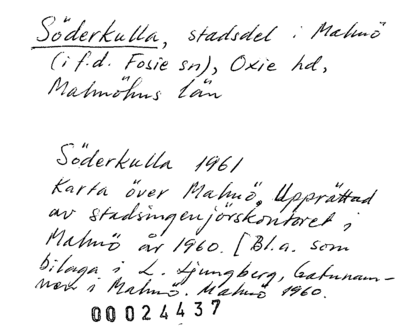 Söderkulla, stadsdel i Malmö
(i f.d. Fosie sn), Oxie hd,
Malmöhus län
Söderkulla 1961
Karta över Malmö. Upprättad
av stadsingenjörskontoret i
Malmö år 1960. [Bl.a. som
bilaga i L. Ljungberg, Gatunam-
nen i Malmö. Malmö 1960.
00024437